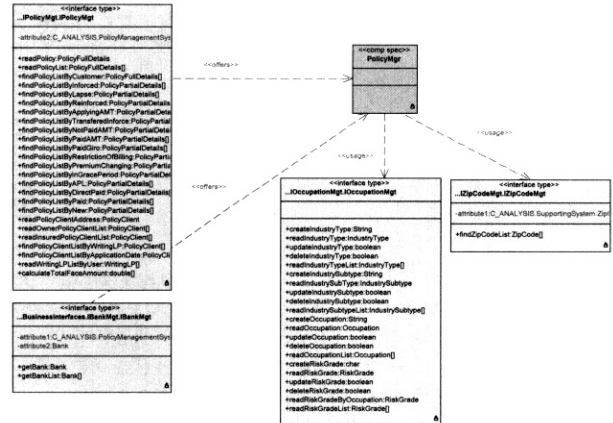 <<interface type>>
...IPolicyMgt.IPolicyMgt
-attribute2:C_ANALYSIS.PolicyManagementSys
+readPolicy:PolicyFullDetails
+readPolicyList:PolicyFullDetails[]
+findPolicyListByCustomer:PolicyFullDetails[]
+findPolicyListByInforced:PolicyPartialDetails[]
+findPolicyListByLapse:PolicyPartialDetails[]
+findPolicyListByReinforced:PolicyPartialDetails
+findPolicyListByApplyingAMT:PolicyPartialDet
+findPolicyListByTransferedInforce:PolicyPartia
+findPolicyListByNotPaidAMT:PolicyPartialDeta
+findPolicyListByPaidAMT:PolicyPartialDetails[]
+findPolicyListByPaidGiro:PolicyPartialDetails[]
+findPolicyListByRestrictionOfBilling:PolicyParti
+findPolicyListByPremiumChanging:PolicyPartia
+findPolicyListByInGracePeriod:PolicyPartialDet
+findPolicyListByAPL:PolicyPartialDetails[]
+findPolicyListByDirectPaid:PolicyPartialDetails[
+findPolicyListByPaid:PolicyPartialDetails[]
+findPolicyListByNew:PolicyPartialDetails[]
+readPolicyClientAddress:PolicyClient
+readOwnerPolicyClientList:PolicyClient[]
+readInsuredPolicyClientList:PolicyClient[]
+findPolicyClientListByWritingLP:PolicyClient[]
+findPolicyClientListByApplicationDate:PolicyCli
+readWritingLPListByUser:WritingLP[]
+calculateTotalFaceAmount:double[]
<<interface type>>
...BusinessInterfaces.IBankMgt.IBankMgt
-attribute1:C_ANALYSIS.PolicyManagementSy
-attribute2:Bank
+getBank:Bank
+getBankList:Bank[]
<<offers>>
<<offers>>
<<comp spec>>
PolicyMgr
<<usage>>
<<usage>>
<<interface type>>
...IOccupationMgt.IOccupationMgt
+createIndustryType:String
+readIndustryType:IndustryType
+updateIndustryType:boolean
+deleteIndustryType:boolean
+readIndustryTypeList:IndustryType[]
+createIndustrySubtype:String
+readIndustrySubType:IndustrySubtype
+updateIndustrySubtype:boolean
+deleteIndustrySubtype:boolean
+readIndustrySubtypeList:IndustrySubtype[]
+createOccupation:String
+readOccupation:Occupation
+updateOccupation:boolean
+deleteOccupation:boolean
+readOccupationList:Occupation[]
+createRiskGrade:char
+readRiskGrade:RiskGrade
+updateRiskGrade:boolean
+deleteRiskGrade:boolean
+readRiskGradeByOccupation:RiskGrade
+readRiskGradeList:RiskGrade[]
<<interface type>>
...IZipCodeMgt.IZipCodeMgt
-attribute1:C_ANALYSIS.SupportingSystem.Zip
+findZipCodeList:ZipCode[]